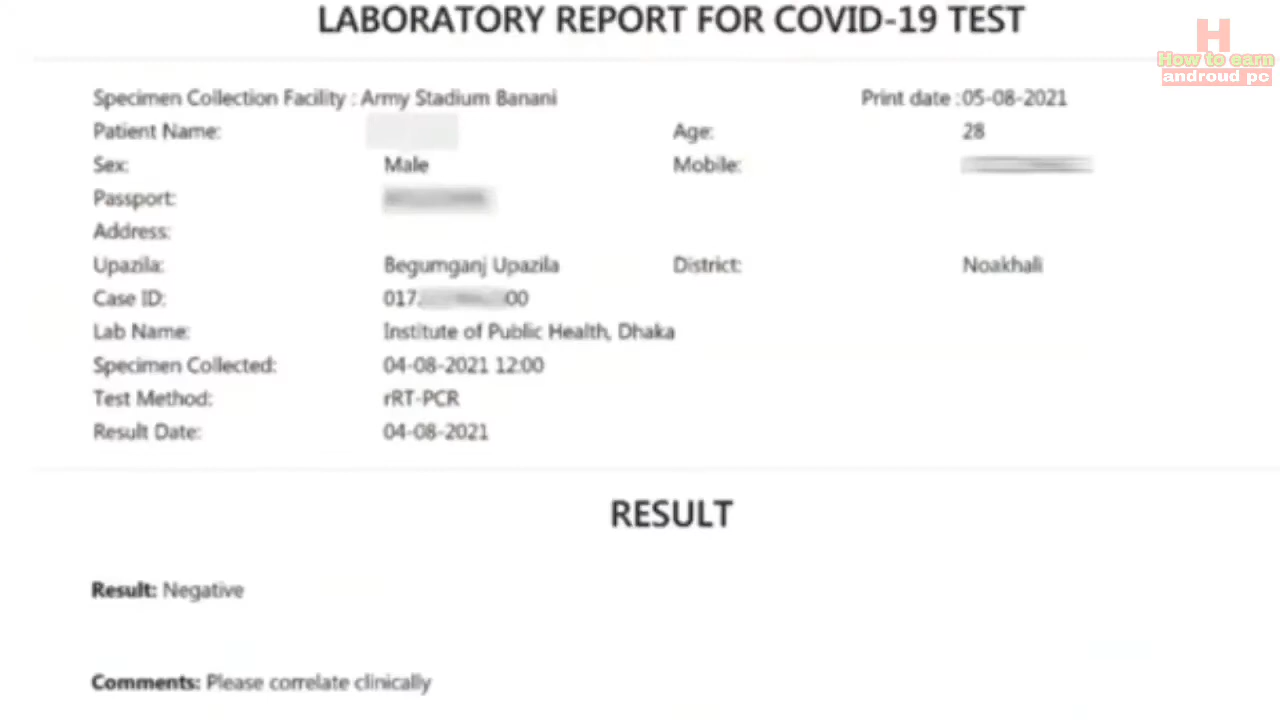 LABORATORY REPORT FOR COVID-19 TEST
H
How to earn
androud pc
Specimen Collection Facility : Army Stadium Banani Print date :05-08-2021
Patient Name: Age: 28
Sex: Male Mobile:
Passport:
Address:
Upazila: Begumganj Upazila District: Noakhali
Case ID: 017. 00
Lab Name: Institute of Public Health, Dhaka
Specimen Collected: 04-08-2021 12:00
Test Method: rRT-PCR
Result Date: 04-08-2021
RESULT
Result: Negative
Comments: Please correlate clinically